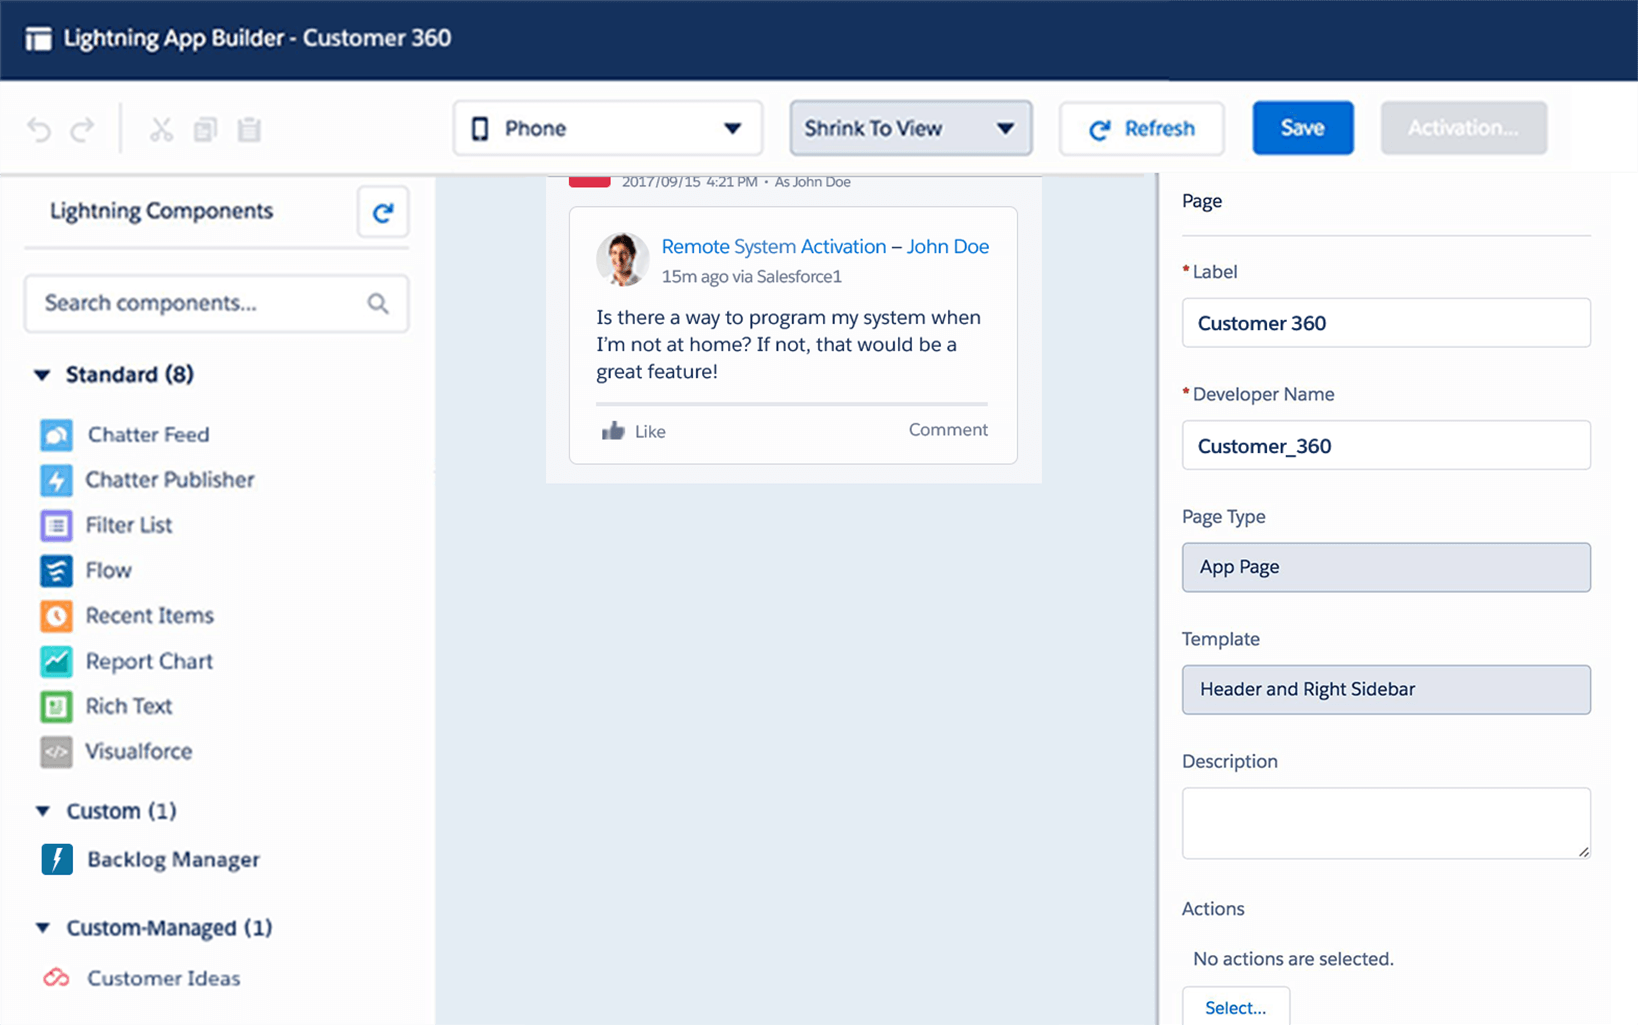 Lightning App Builder - Customer 360
Phone
Shrink To View
Refresh
Save
Activation...
Lightning Components
Search components...
Standard (8)
Chatter Feed
Chatter Publisher
Filter List
Flow
Recent Items
Report Chart
Rich Text
Visualforce
Custom (1)
Backlog Manager
Custom-Managed (1)
Customer Ideas
2017/09/15 4:21 PM • As John Doe
Remote System Activation – John Doe
15m ago via Salesforce1
Is there a way to program my system when
I'm not at home? If not, that would be a
great feature!
Like
Comment
Page
*Label
Customer 360
*Developer Name
Customer_360
Page Type
App Page
Template
Header and Right Sidebar
Description
Actions
No actions are selected.
Select...